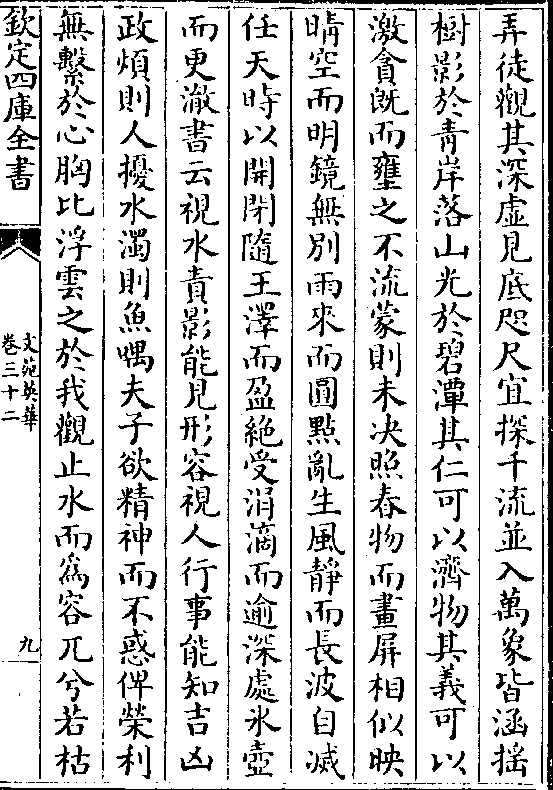 弄徒觀其深虛見底咫尺宜探千流並入萬象皆涵揺
樹影於青岸落山光於碧潭其仁可以濟物其義可以
激貪既而壅之不流蒙則未决照春物而畫屏相似映
晴空而明鏡無別雨來而圓點亂生風靜而長波自滅
任天時以開閉隨王澤而盈絶受涓滴而逾深處氷壺
而更澈書云視水責影能見形容視人行事能知吉凶
政煩則人擾水濁則魚喁夫子欲精神而不惑俾榮利
無繫於心胸比浮雲之於我觀止水而爲容兀兮若枯
欽定四庫全書
文苑英華
卷三十二
九